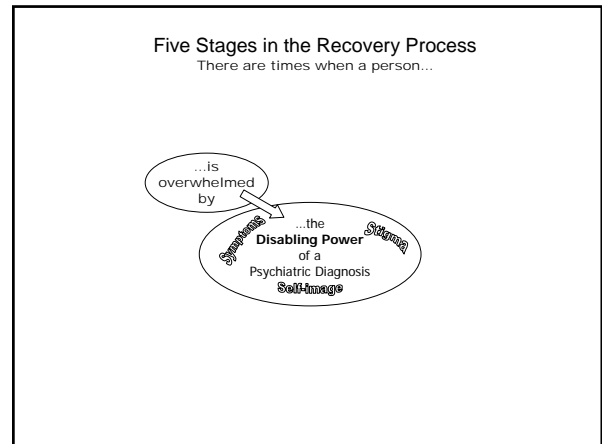 Five Stages in the Recovery Process
There are times when a person...
...is
overwhelmed
by
...the
Disabling Power
of a
Psychiatric Diagnosis
Symptoms
Stigma
Self-image